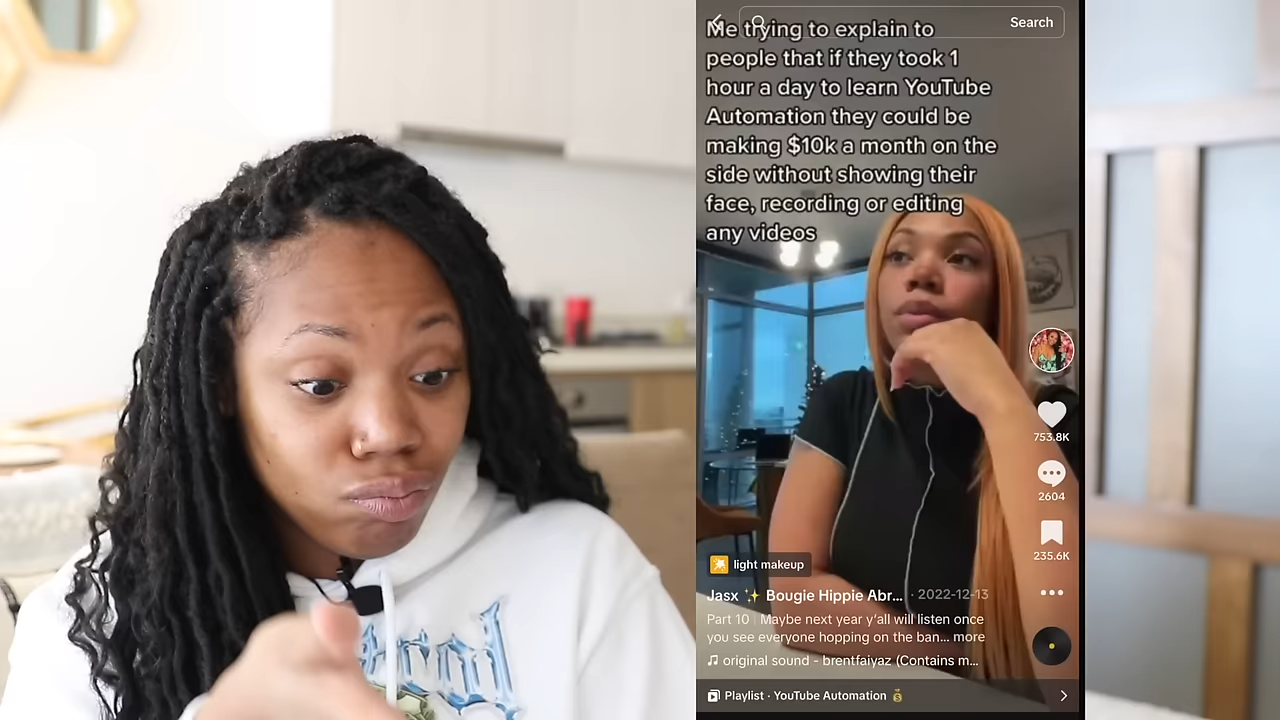 Search
Me trying to explain to
people that if they took 1
hour a day to learn YouTube
Automation they could be
making $10k a month on the
side without showing their
face, recording or editing
any videos
753.8K
2604
235.6K
light makeup
Jasx ✨ Bougie Hippie Abr... · 2022-12-13
Part 10 | Maybe next year y'all will listen once
you see everyone hopping on the ban... more
original sound - brentfaiyaz (Contains m...
Playlist · YouTube Automation 💰